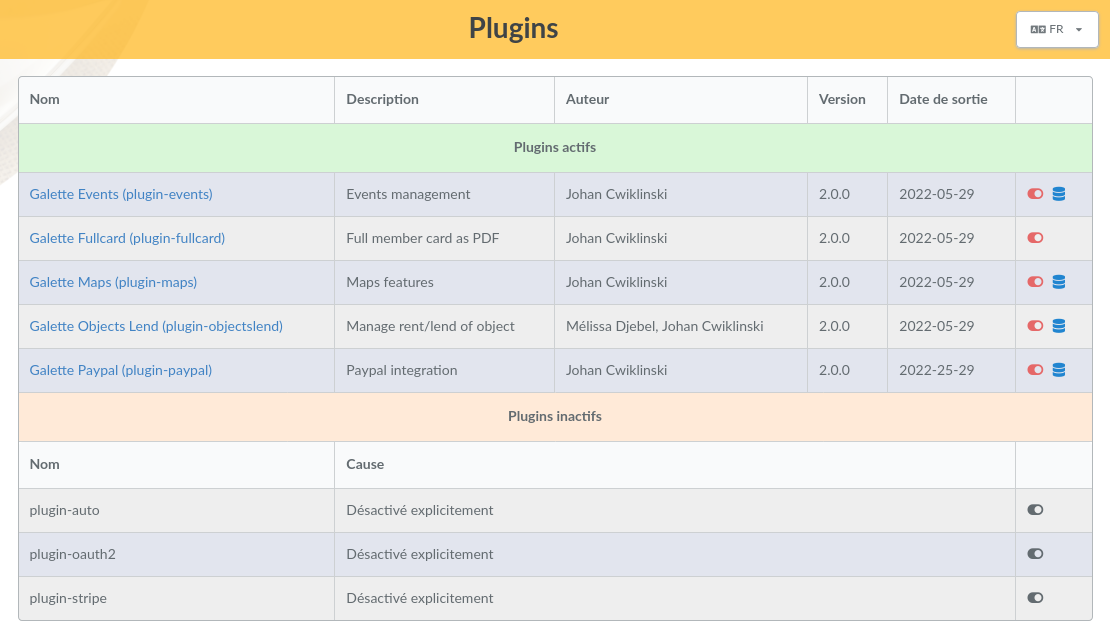 Plugins
FR
Nom Description Auteur Version Date de sortie
Plugins actifs
Galette Events (plugin-events) Events management Johan Cwiklinski 2.0.0 2022-05-29
Galette Fullcard (plugin-fullcard) Full member card as PDF Johan Cwiklinski 2.0.0 2022-05-29
Galette Maps (plugin-maps) Maps features Johan Cwiklinski 2.0.0 2022-05-29
Galette Objects Lend (plugin-objectslend) Manage rent/lend of object Mélissa Djebel, Johan Cwiklinski 2.0.0 2022-05-29
Galette Paypal (plugin-paypal) Paypal integration Johan Cwiklinski 2.0.0 2022-25-29
Plugins inactifs
Nom Cause
plugin-auto Désactivé explicitement
plugin-oauth2 Désactivé explicitement
plugin-stripe Désactivé explicitement